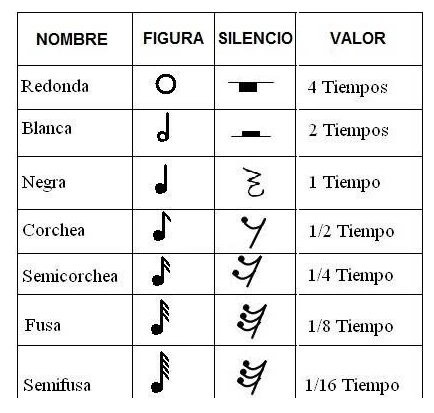 NOMBRE FIGURA SILENCIO VALOR
Redonda 4 Tiempos
Blanca 2 Tiempos
Negra 1 Tiempo
Corchea 1/2 Tiempo
Semicorchea 1/4 Tiempo
Fusa 1/8 Tiempo
Semifusa 1/16 Tiempo